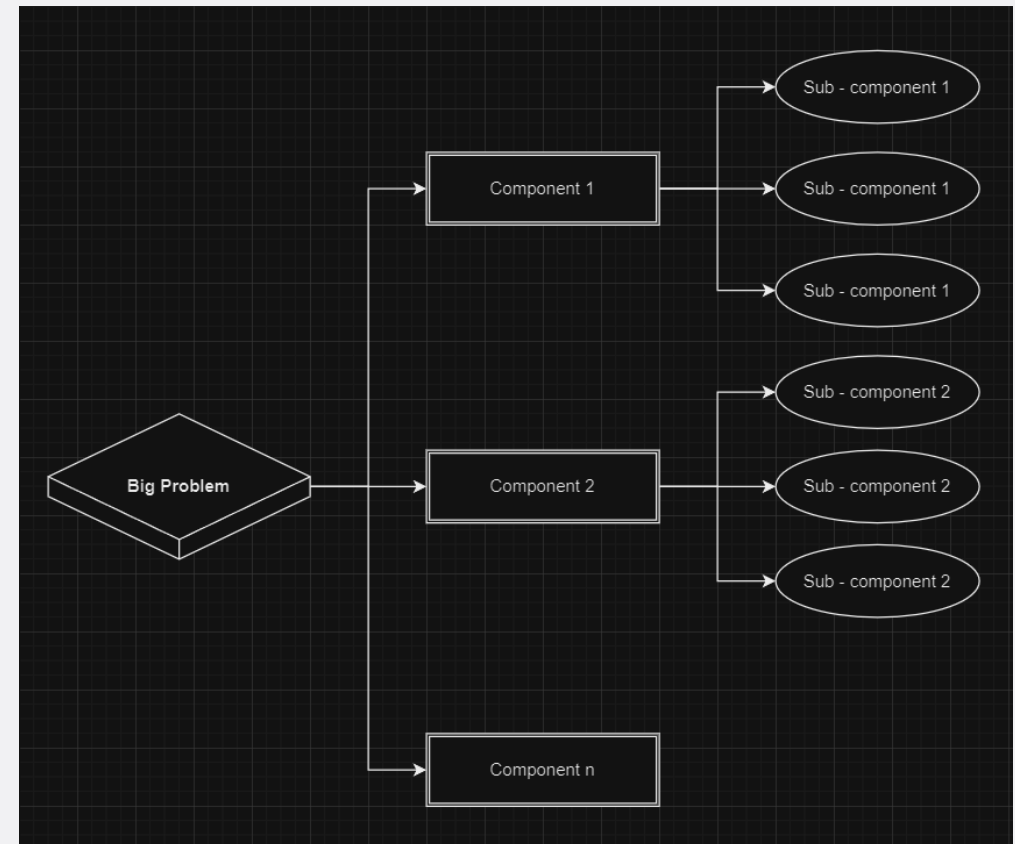 Big Problem
Component 1
Sub - component 1
Sub - component 1
Sub - component 1
Component 2
Sub - component 2
Sub - component 2
Sub - component 2
Component n